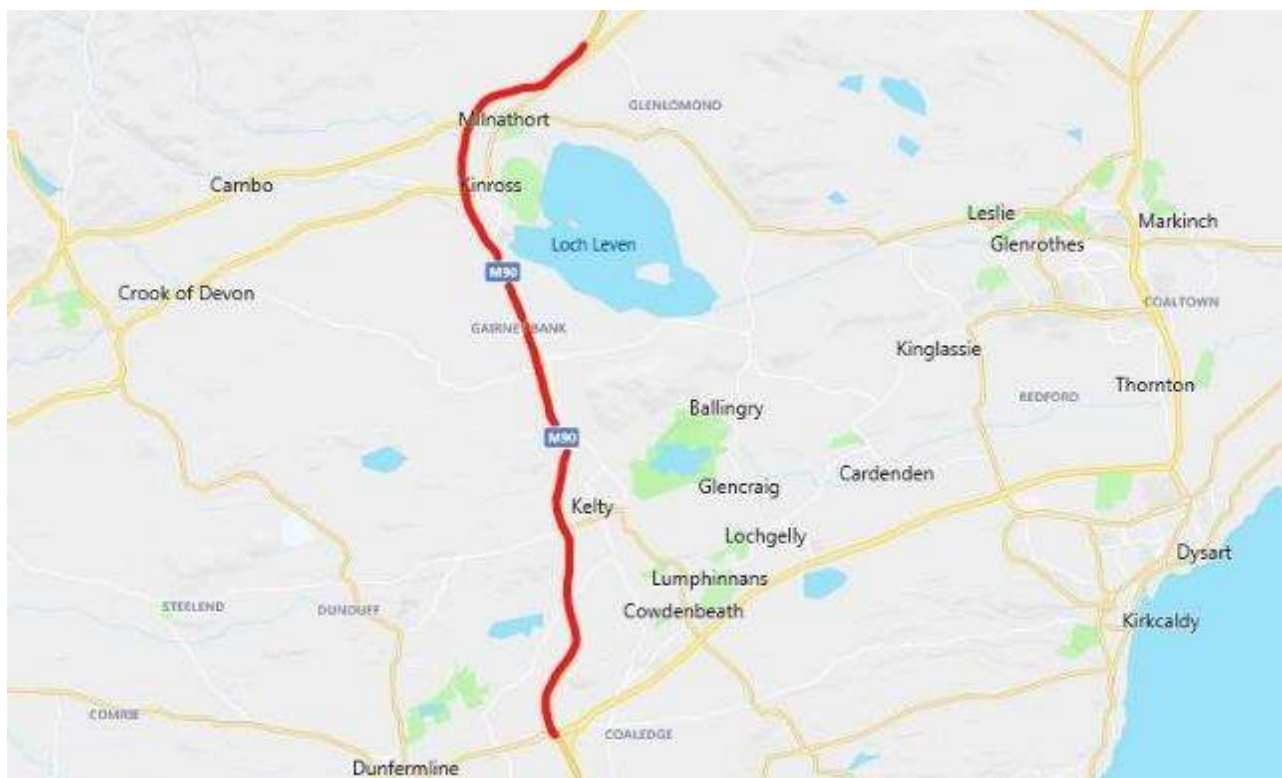 GLENLOMOND
Milnathort
Cambo
Kinross
Leslie
Markinch
Glenrothes
Loch Leven
M90
Crook of Devon
COALTOWN
GAIRNEYBANK
Kinglassie
Thornton
REDFORD
Ballingry
M90
Cardenden
Glencraig
Kelty
Lochgelly
Dysart
Lumphinnans
STEELEND
DUNDUFF
Cowdenbeath
Kirkcaldy
COMRIE
COALEDGE
Dunfermline